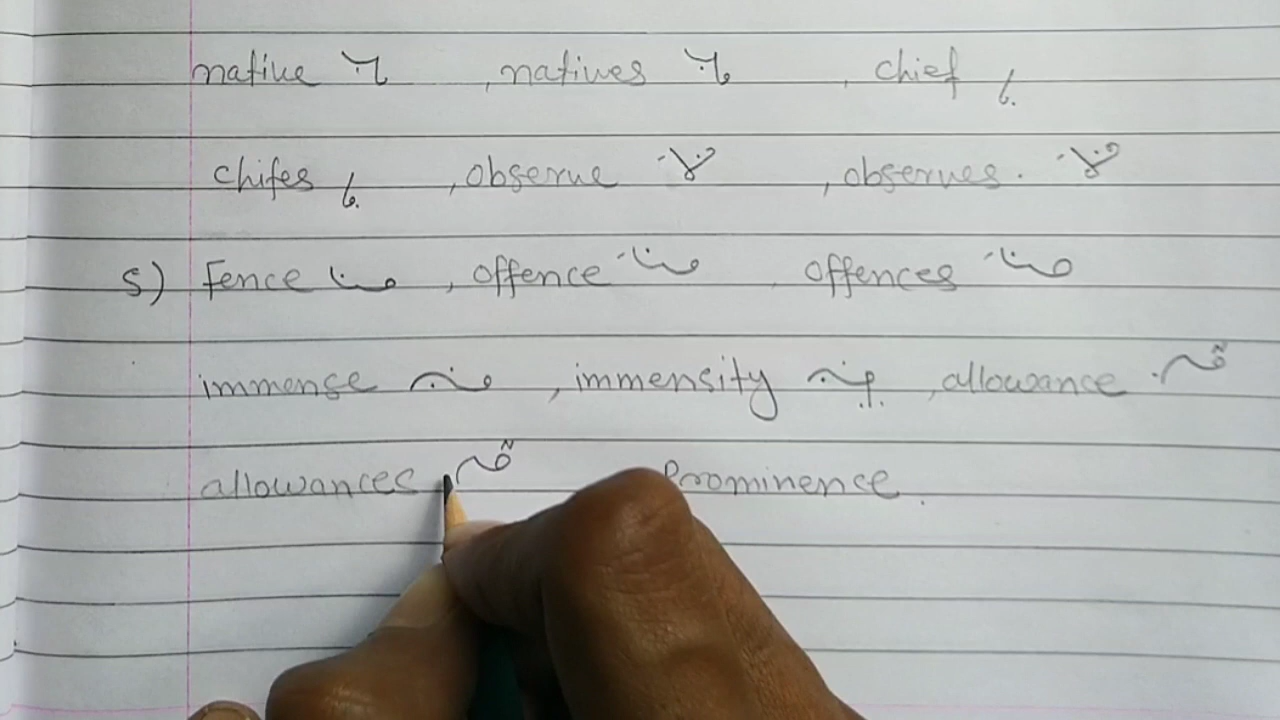 native , natives , chief
chifes , observe , observes .
5) Fence , offence offences
immense , immensity , allowance
allowances Prominence .